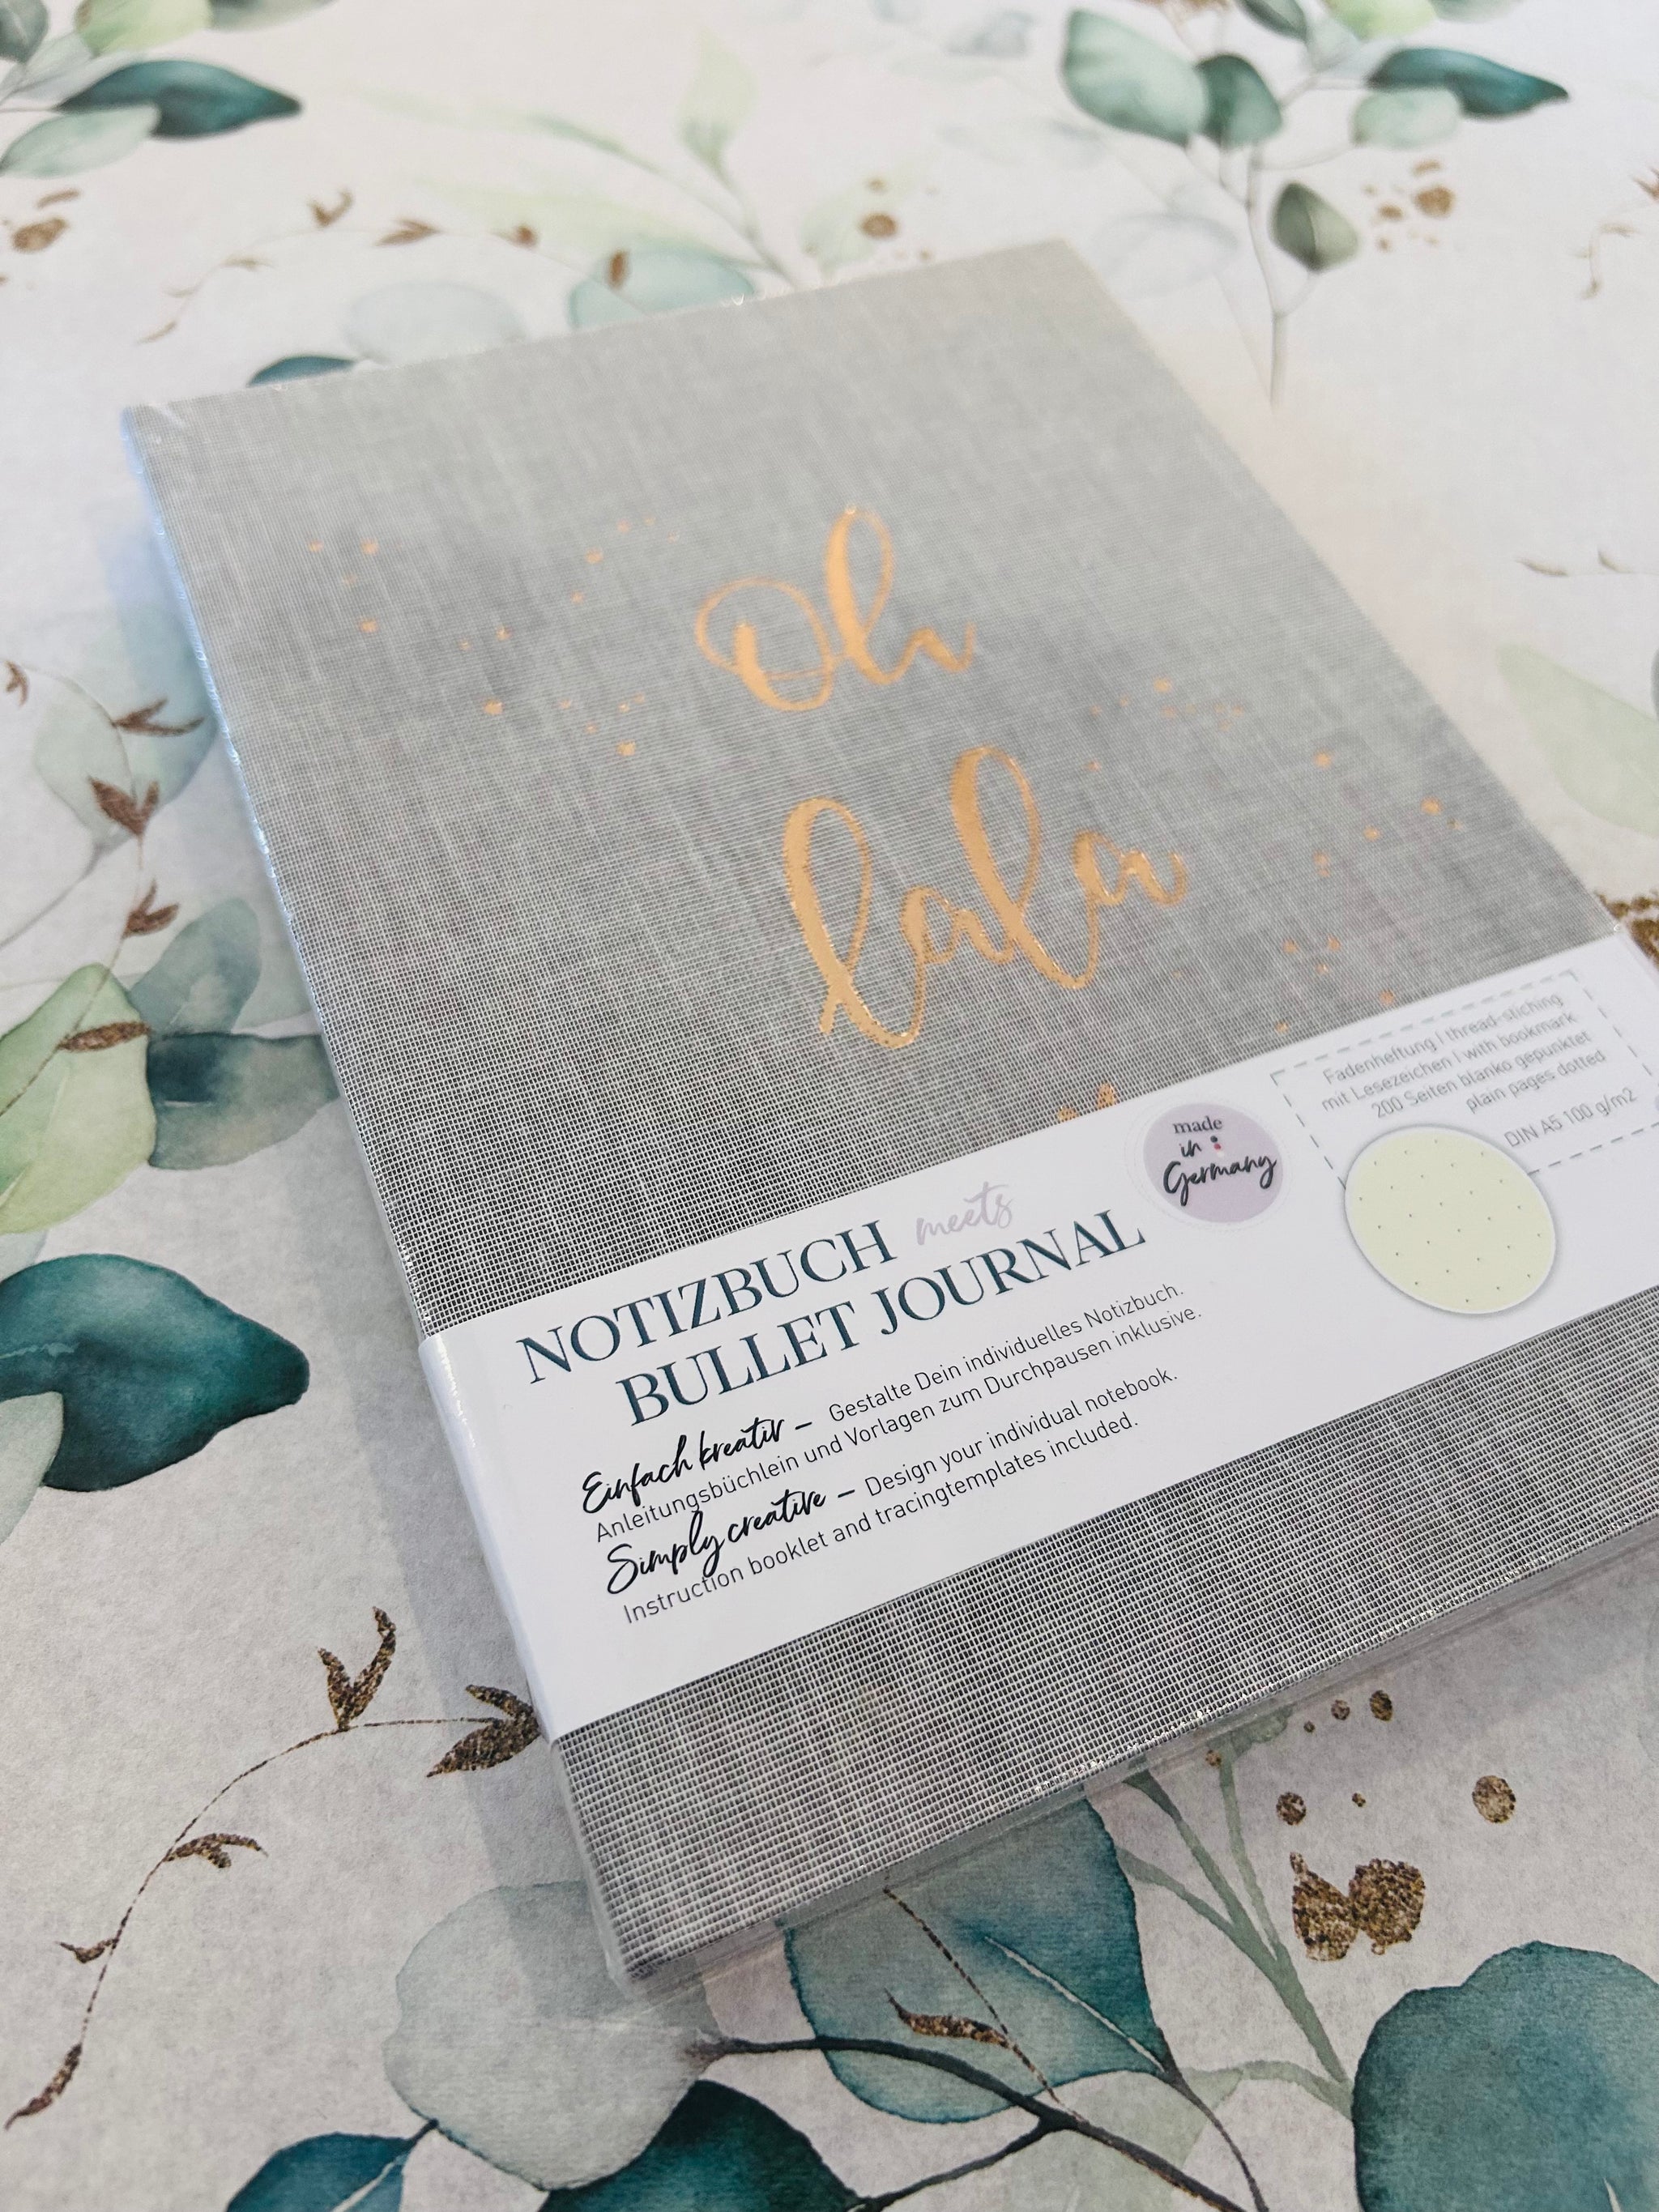 Oh
lala
made
in
Germany
Fadenheftung | thread-stiching
mit Lesezeichen | with bookmark
200 Seiten blanko gepunktet
plain pages dotted
DIN A5 100 g/m2
NOTIZBUCH meets
BULLET JOURNAL
Einfach kreativ – Gestalte Dein individuelles Notizbuch.
Anleitungsbüchlein und Vorlagen zum Durchpausen inklusive.
Simply creative – Design your individual notebook.
Instruction booklet and tracingtemplates included.